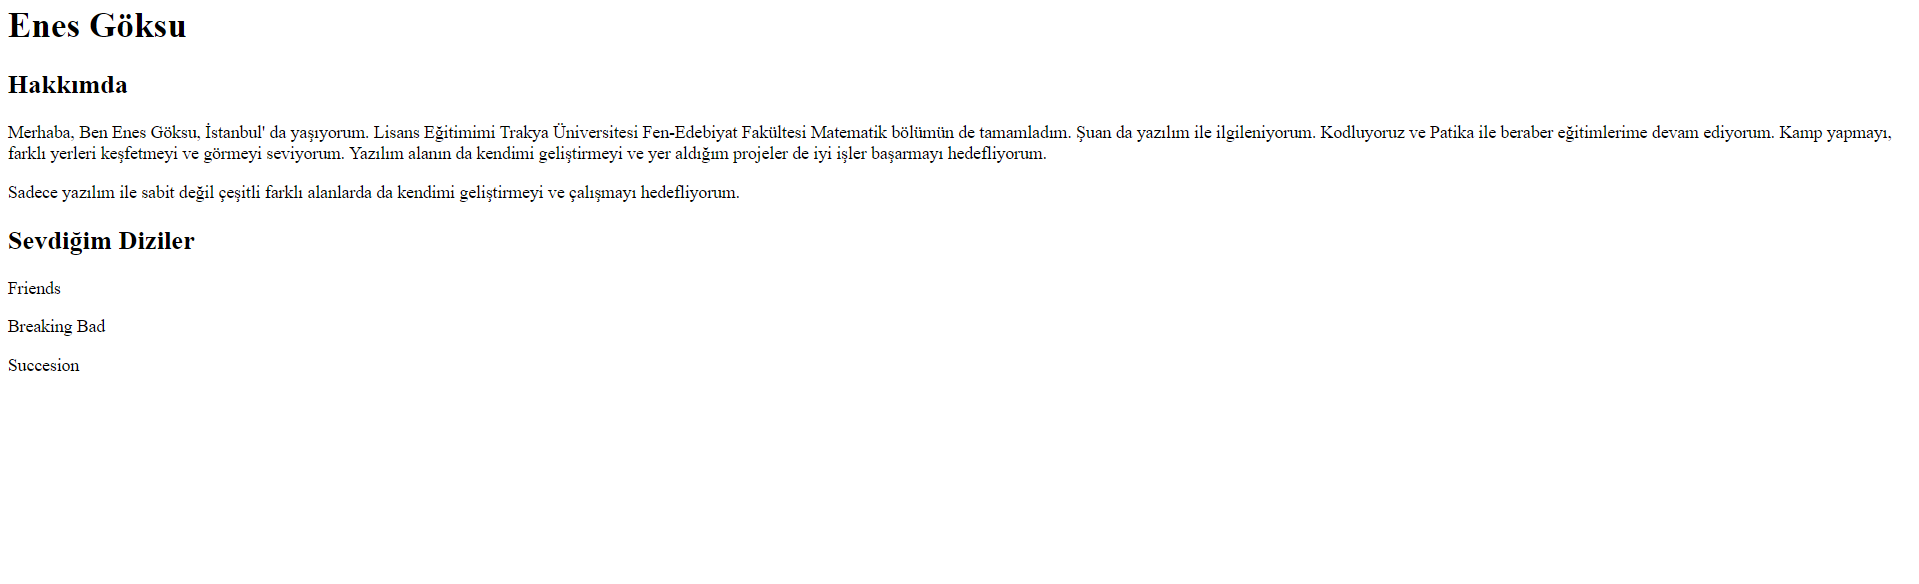 Enes Göksu
Hakkımda
Merhaba, Ben Enes Göksu, İstanbul' da yaşıyorum. Lisans Eğitimimi Trakya Üniversitesi Fen-Edebiyat Fakültesi Matematik bölümün de tamamladım. Şuan da yazılım ile ilgileniyorum. Kodluyoruz ve Patika ile beraber eğitimlerime devam ediyorum. Kamp yapmayı,
farklı yerleri keşfetmeyi ve görmeyi seviyorum. Yazılım alanın da kendimi geliştirmeyi ve yer aldığım projeler de iyi işler başarmayı hedefliyorum.
Sadece yazılım ile sabit değil çeşitli farklı alanlarda da kendimi geliştirmeyi ve çalışmayı hedefliyorum.
Sevdiğim Diziler
Friends
Breaking Bad
Succesion